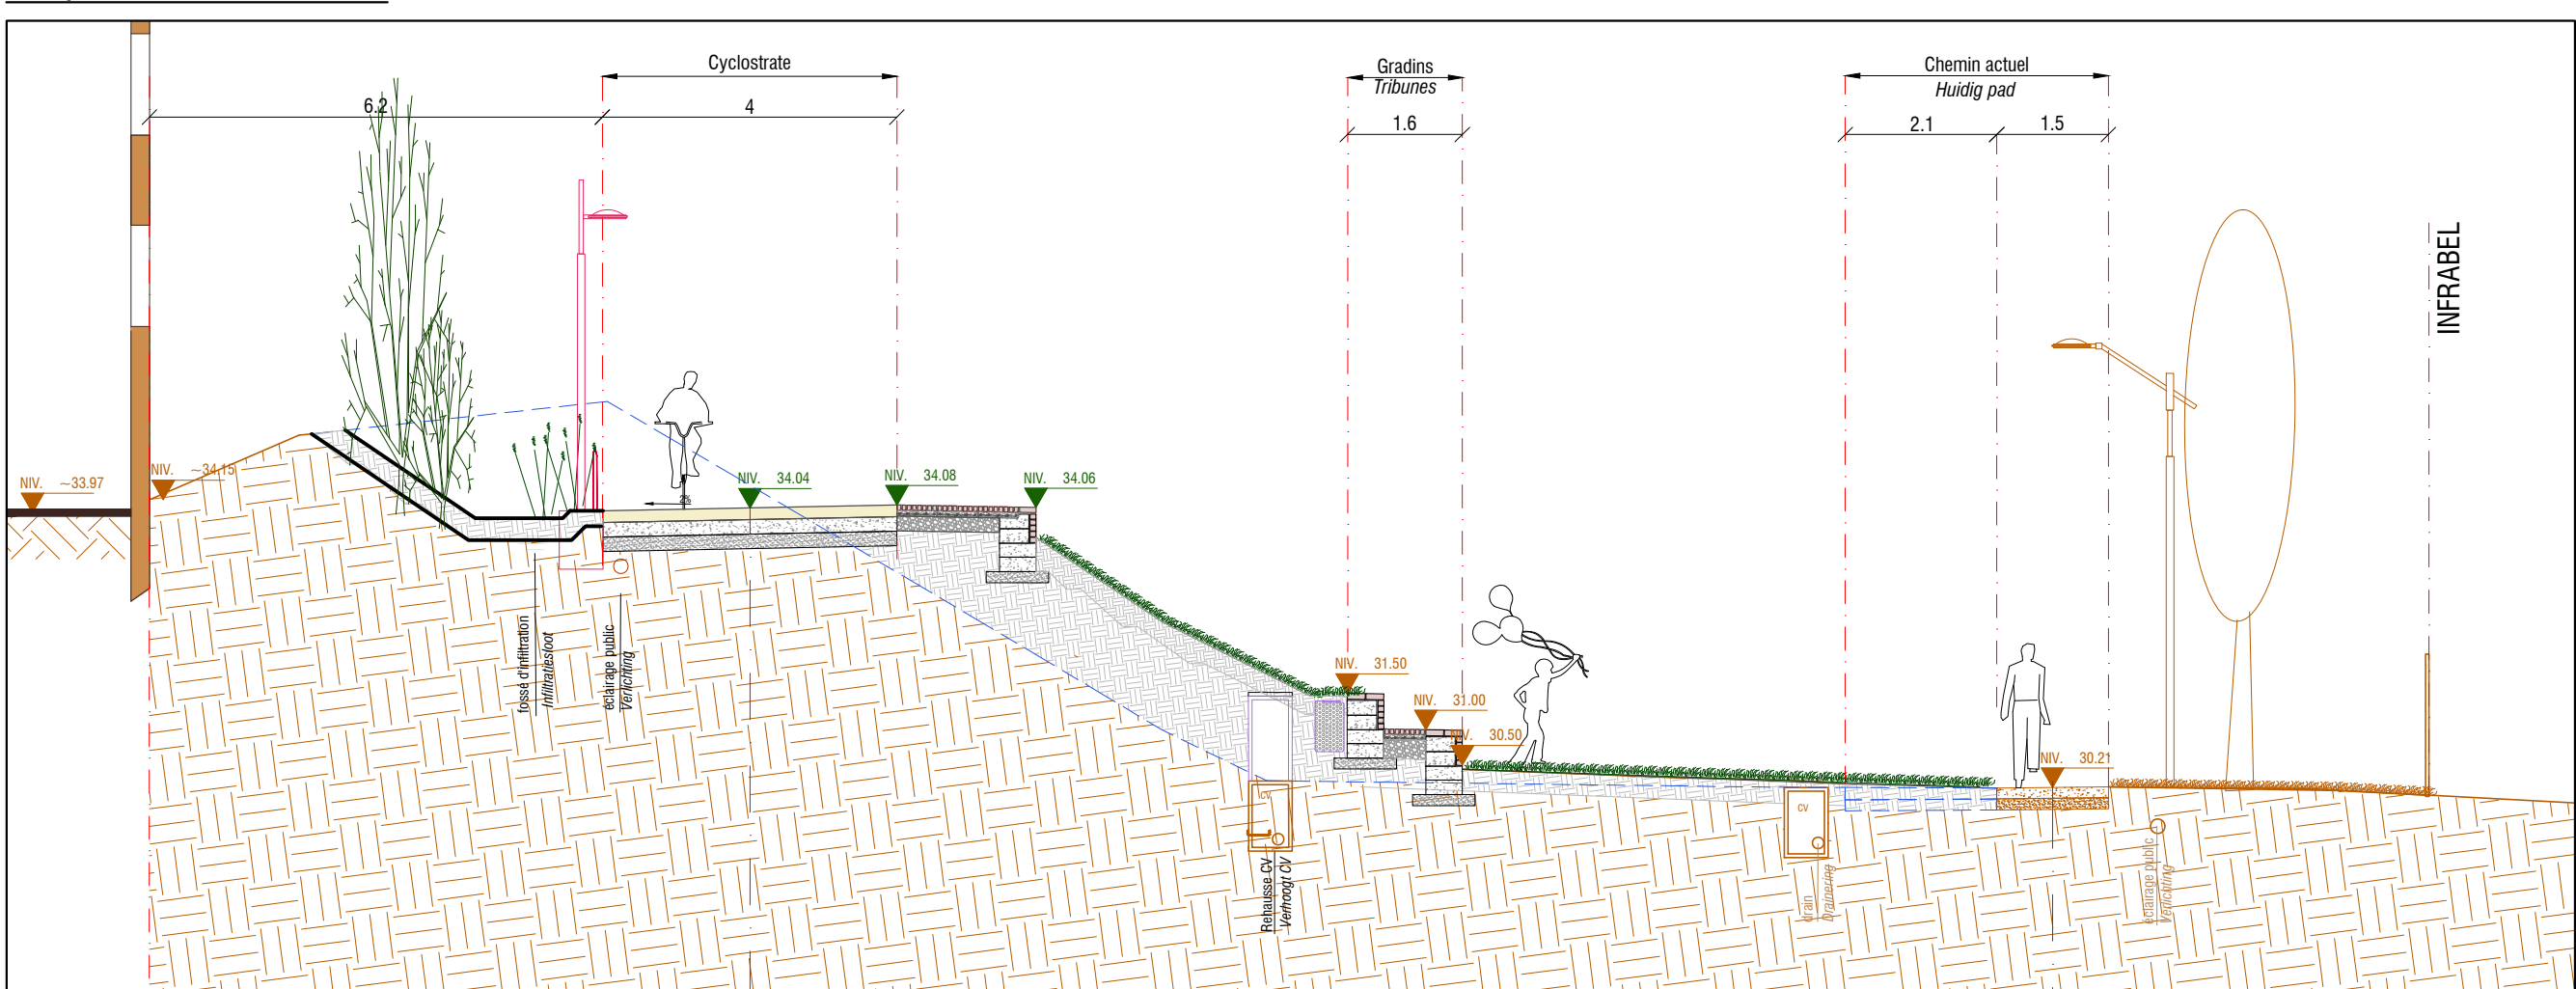 Cyclostrate
Gradins
Tribunes
Chemin actuel
Huidig pad
6.2
4
1.6
2.1
1.5
INFRABEL
NIV. ~33.97
NIV. ~34.15
NIV. 34.04
NIV. 34.08
NIV. 34.06
NIV. 31.50
NIV. 31.00
NIV. 30.50
NIV. 30.21
fossé d'infiltration
Infiltratiesloot
éclairage public
Verlichting
CV
Rehausse CV
Verhoogt CV
CV
drain
Drainering
éclairage public
Verlichting